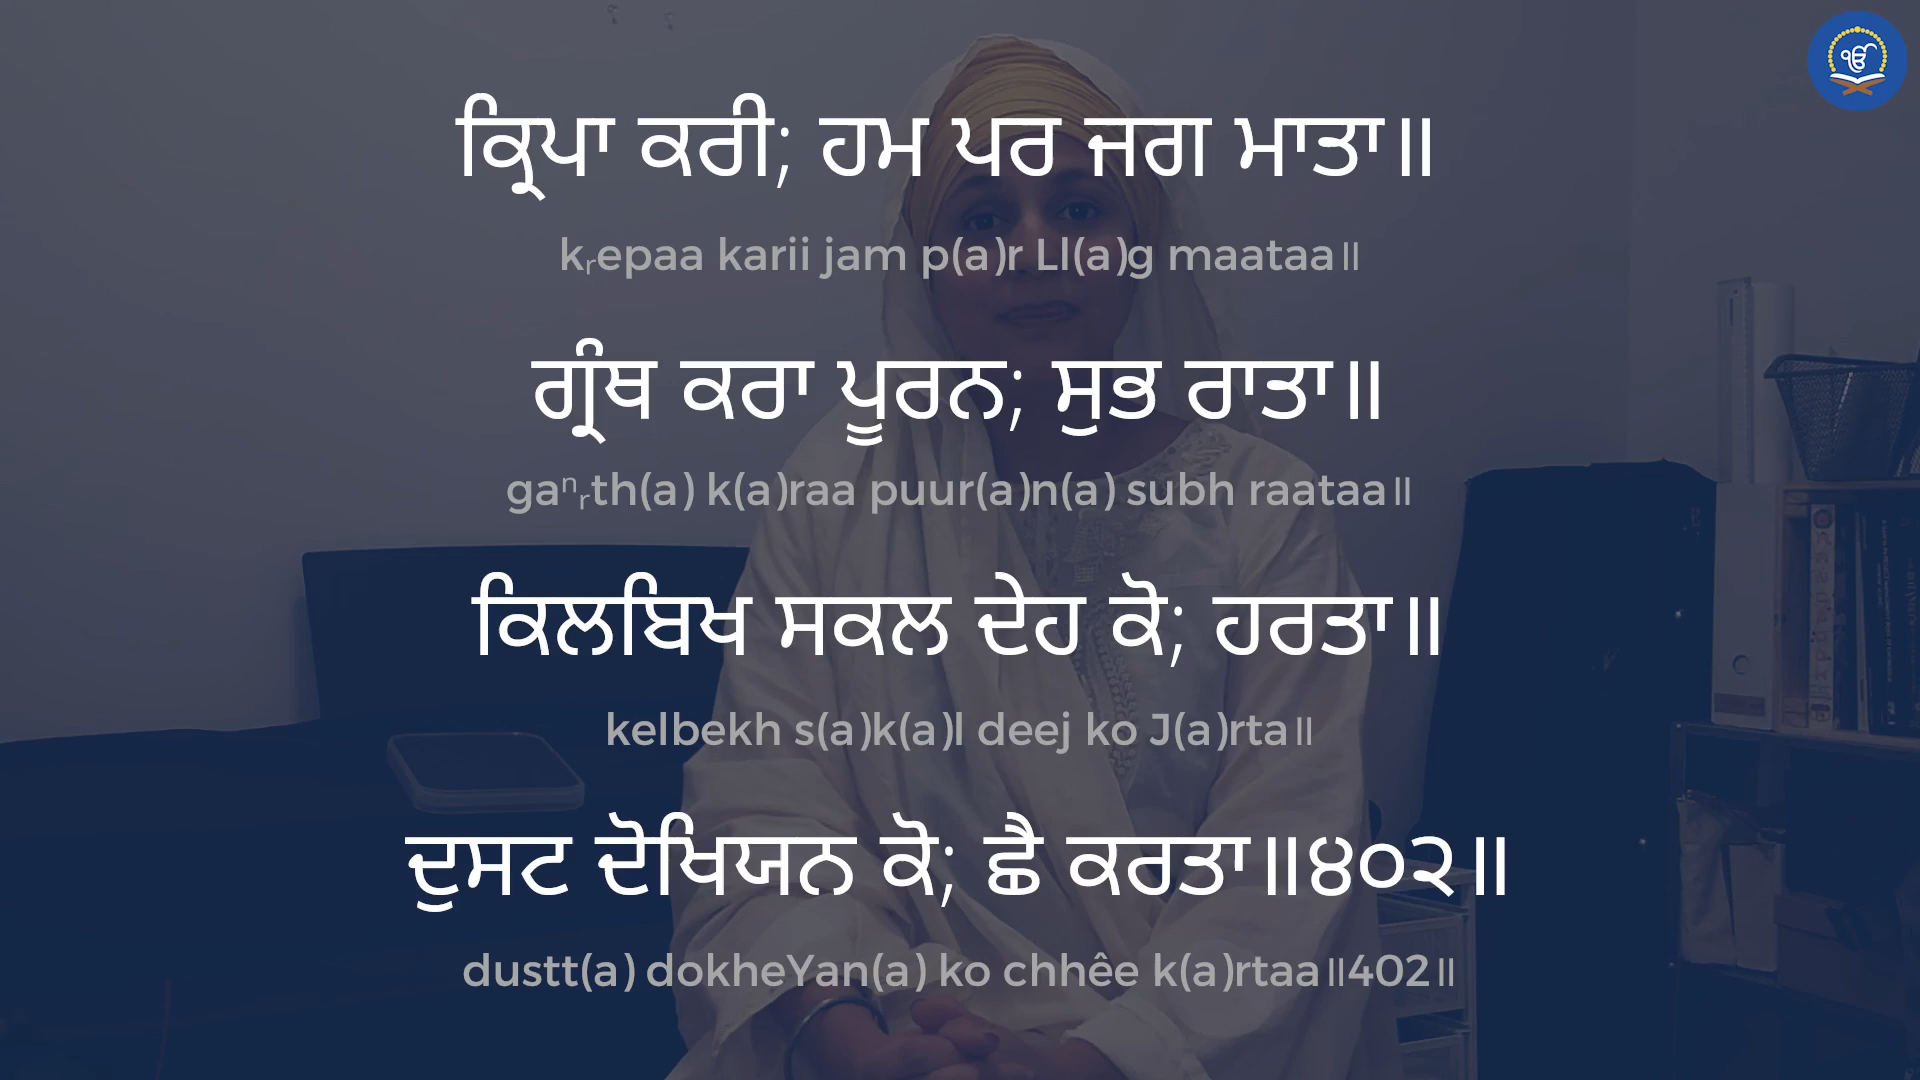 ਕ੍ਰਿਪਾ ਕਰੀ; ਹਮ ਪਰ ਜਗ ਮਾਤਾ॥
kᵣepaa karii jam p(a)r Ll(a)g maataa॥
ਗ੍ਰੰਥ ਕਰਾ ਪੂਰਨ; ਸੁਭ ਰਾਤਾ॥
gaⁿᵣth(a) k(a)raa puur(a)n(a) subh raataa॥
ਕਿਲਬਿਖ ਸਕਲ ਦੇਹ ਕੋ; ਹਰਤਾ॥
kelbekh s(a)k(a)l deej ko J(a)rta॥
ਦੁਸਟ ਦੋਖਿਯਨ ਕੋ; ਛੈ ਕਰਤਾ॥੪੦੨॥
dustt(a) dokheYan(a) ko chhêe k(a)rtaa॥402॥